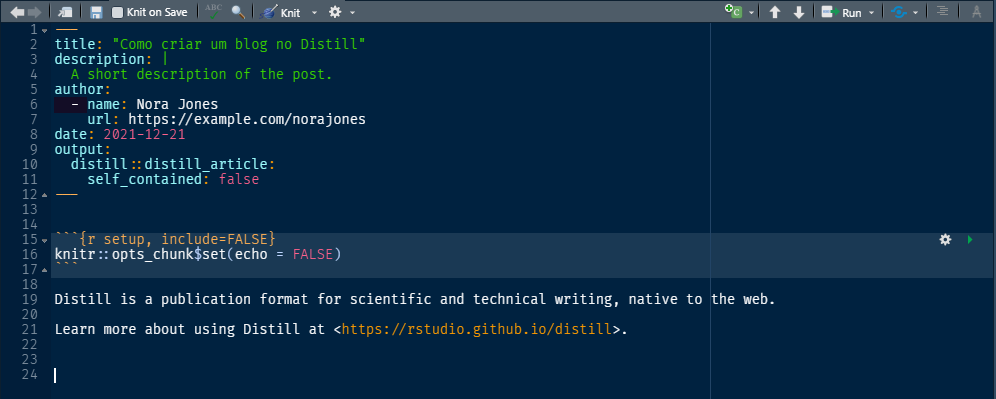 Knit on Save ABC Knit Run
1 ---
2 title: "Como criar um blog no Distill"
3 description: |
4   A short description of the post.
5 author:
6   - name: Nora Jones
7     url: https://example.com/norajones
8 date: 2021-12-21
9 output:
10   distill::distill_article:
11     self_contained: false
12 ---
13
14
15 ```{r setup, include=FALSE}
16 knitr::opts_chunk$set(echo = FALSE)
17 ```
18
19 Distill is a publication format for scientific and technical writing, native to the web.
20
21 Learn more about using Distill at <https://rstudio.github.io/distill>.
22
23
24